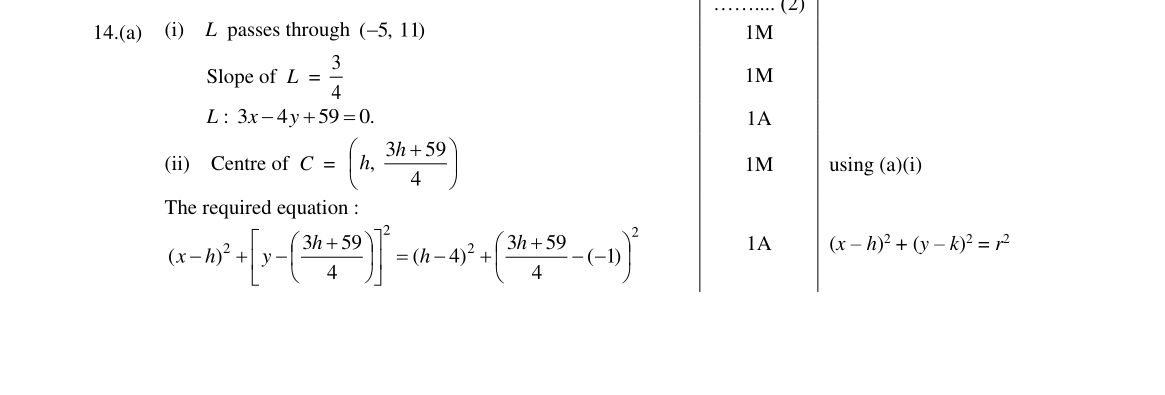 ……….. (2)
14.(a) (i) L passes through (–5, 11) 1M
Slope of L = 3/4 1M
L : 3x – 4y + 59 = 0. 1A
(ii) Centre of C = (h, (3h + 59)/4) 1M using (a)(i)
The required equation :
(x – h)² + [y – ((3h + 59)/4)]² = (h – 4)² + ((3h + 59)/4 – (–1))² 1A (x – h)² + (y – k)² = r²